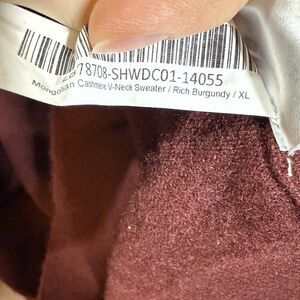 78708-SHWDC01-14055
Mongolian Cashmere V-Neck Sweater / Rich Burgundy / XL